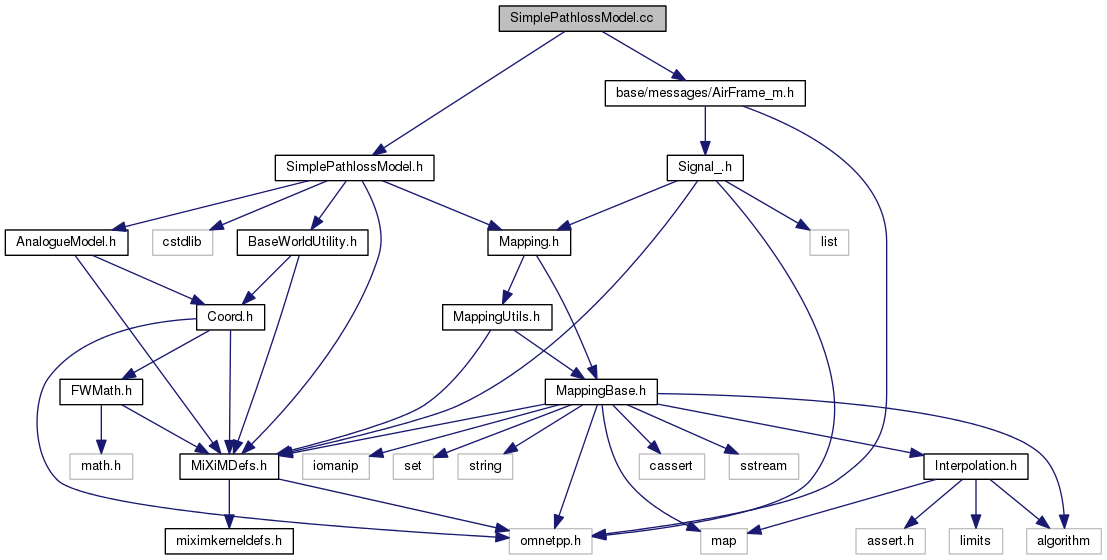 SimplePathlossModel.cc
base/messages/AirFrame_m.h
SimplePathlossModel.h
Signal_.h
AnalogueModel.h
cstdlib
BaseWorldUtility.h
Mapping.h
list
Coord.h
MappingUtils.h
FWMath.h
MappingBase.h
math.h
MiXiMDefs.h
iomanip
set
string
cassert
sstream
Interpolation.h
miximkerneldefs.h
omnetpp.h
map
assert.h
limits
algorithm